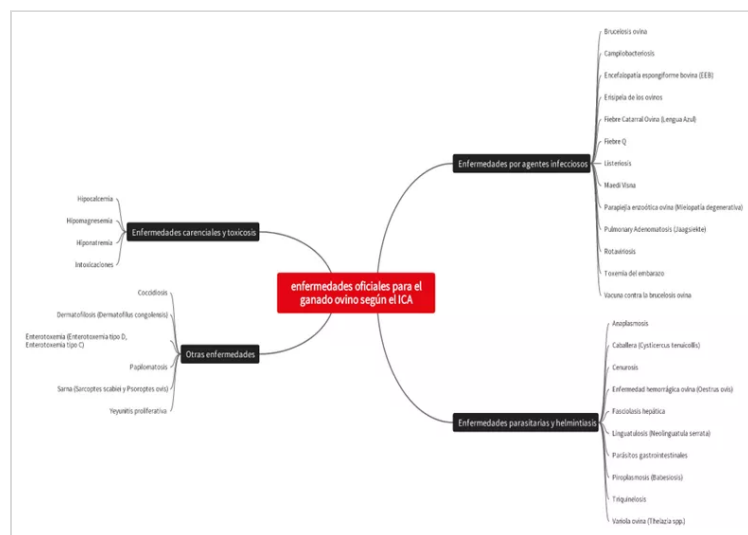 enfermedades oficiales para el
ganado ovino según el ICA
Enfermedades por agentes infecciosos
Brucelosis ovina
Campilobacteriosis
Encefalopatía espongiforme bovina (EEB)
Erisipela de los ovinos
Fiebre Catarral Ovina (Lengua Azul)
Fiebre Q
Listeriosis
Maedi Visna
Paraplejia enzoótica ovina (Mielopatía degenerativa)
Pulmonary Adenomatosis (Jaagsiekte)
Rotavirosis
Toxemia del embarazo
Vacuna contra la brucelosis ovina
Enfermedades parasitarias y helmintiasis
Anaplasmosis
Caballera (Cysticercus tenuicollis)
Cenurosis
Enfermedad hemorrágica ovina (Oestrus ovis)
Fasciolasis hepática
Linguatulosis (Neolinguatula serrata)
Parásitos gastrointestinales
Piroplasmosis (Babesiosis)
Triquinelosis
Variola ovina (Thelazia spp.)
Enfermedades carenciales y toxicosis
Hipocalcemia
Hipomagnesemia
Hiponatremia
Intoxicaciones
Otras enfermedades
Coccidiosis
Dermatofilosis (Dermatofilus congolensis)
Enterotoxemia (Enterotoxemia tipo D,
Enterotoxemia tipo C)
Papilomatosis
Sarna (Sarcoptes scabiei y Psoroptes ovis)
Yeyunitis proliferativa